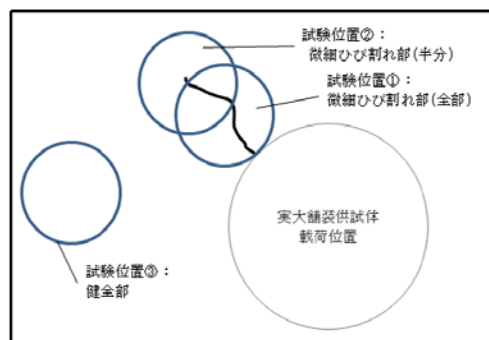 試験位置②：
微細ひび割れ部(半分)
試験位置①：
微細ひび割れ部(全部)
実大舗装供試体
載荷位置
試験位置③：
健全部